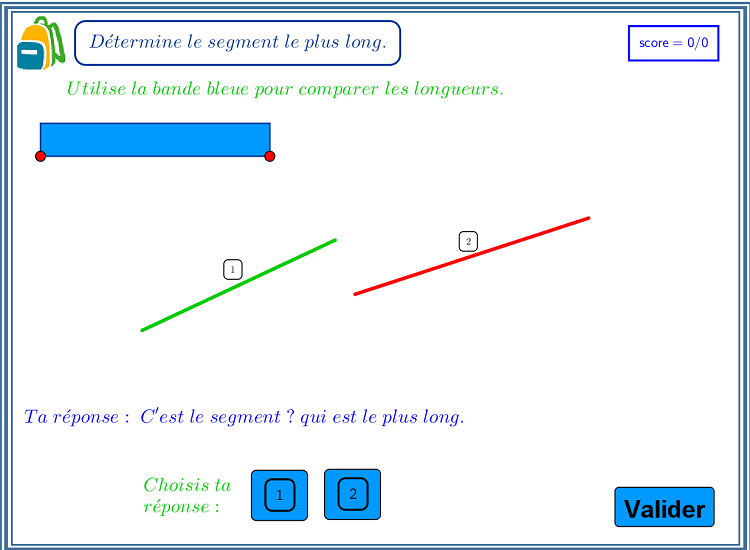 Détermine le segment le plus long.
score = 0/0
Utilise la bande bleue pour comparer les longueurs.
1
2
Ta réponse : C'est le segment ? qui est le plus long.
Choisis ta
réponse :
1
2
Valider